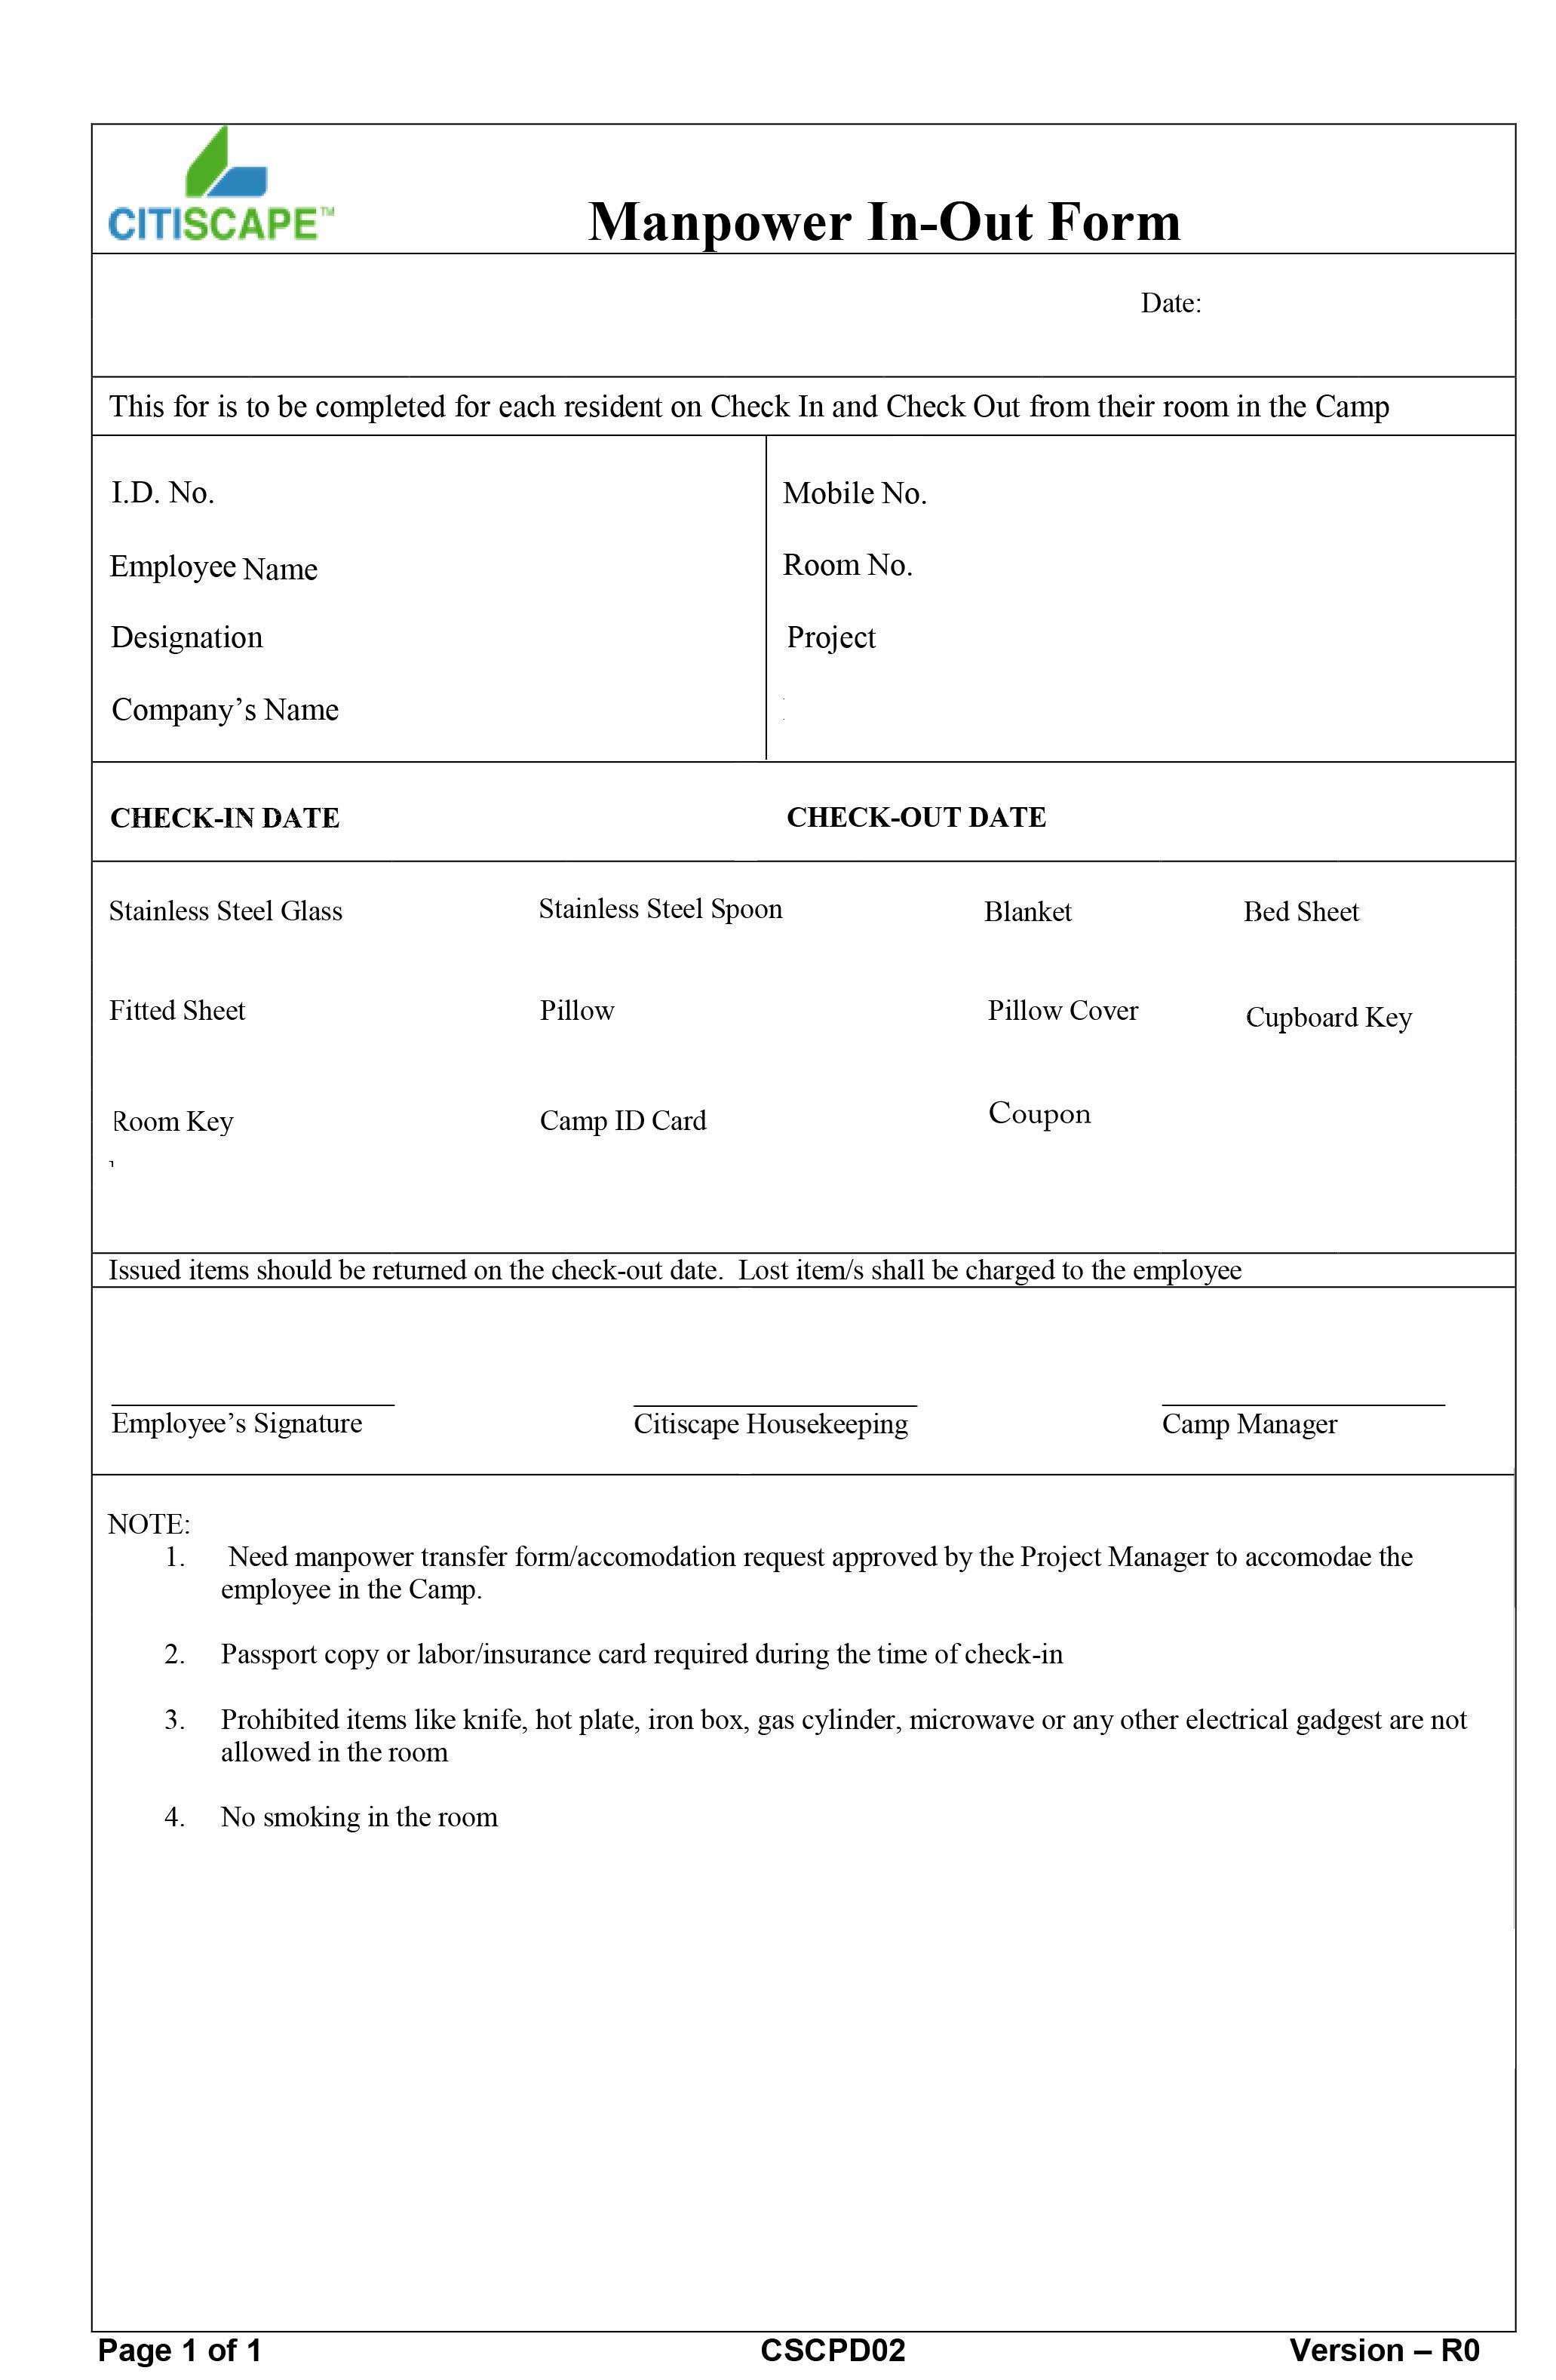 CITISCAPE™
Manpower In-Out Form
Date:
This for is to be completed for each resident on Check In and Check Out from their room in the Camp
I.D. No.
Mobile No.
Employee Name
Room No.
Designation
Project
Company’s Name
CHECK-IN DATE
CHECK-OUT DATE
Stainless Steel Glass
Stainless Steel Spoon
Blanket
Bed Sheet
Fitted Sheet
Pillow
Pillow Cover
Cupboard Key
Room Key
Camp ID Card
Coupon
Issued items should be returned on the check-out date.  Lost item/s shall be charged to the employee
Employee’s Signature
Citiscape Housekeeping
Camp Manager
NOTE:
1. Need manpower transfer form/accomodation request approved by the Project Manager to accomodae the
employee in the Camp.
2. Passport copy or labor/insurance card required during the time of check-in
3. Prohibited items like knife, hot plate, iron box, gas cylinder, microwave or any other electrical gadgest are not
allowed in the room
4. No smoking in the room
Page 1 of 1
CSCPD02
Version – R0